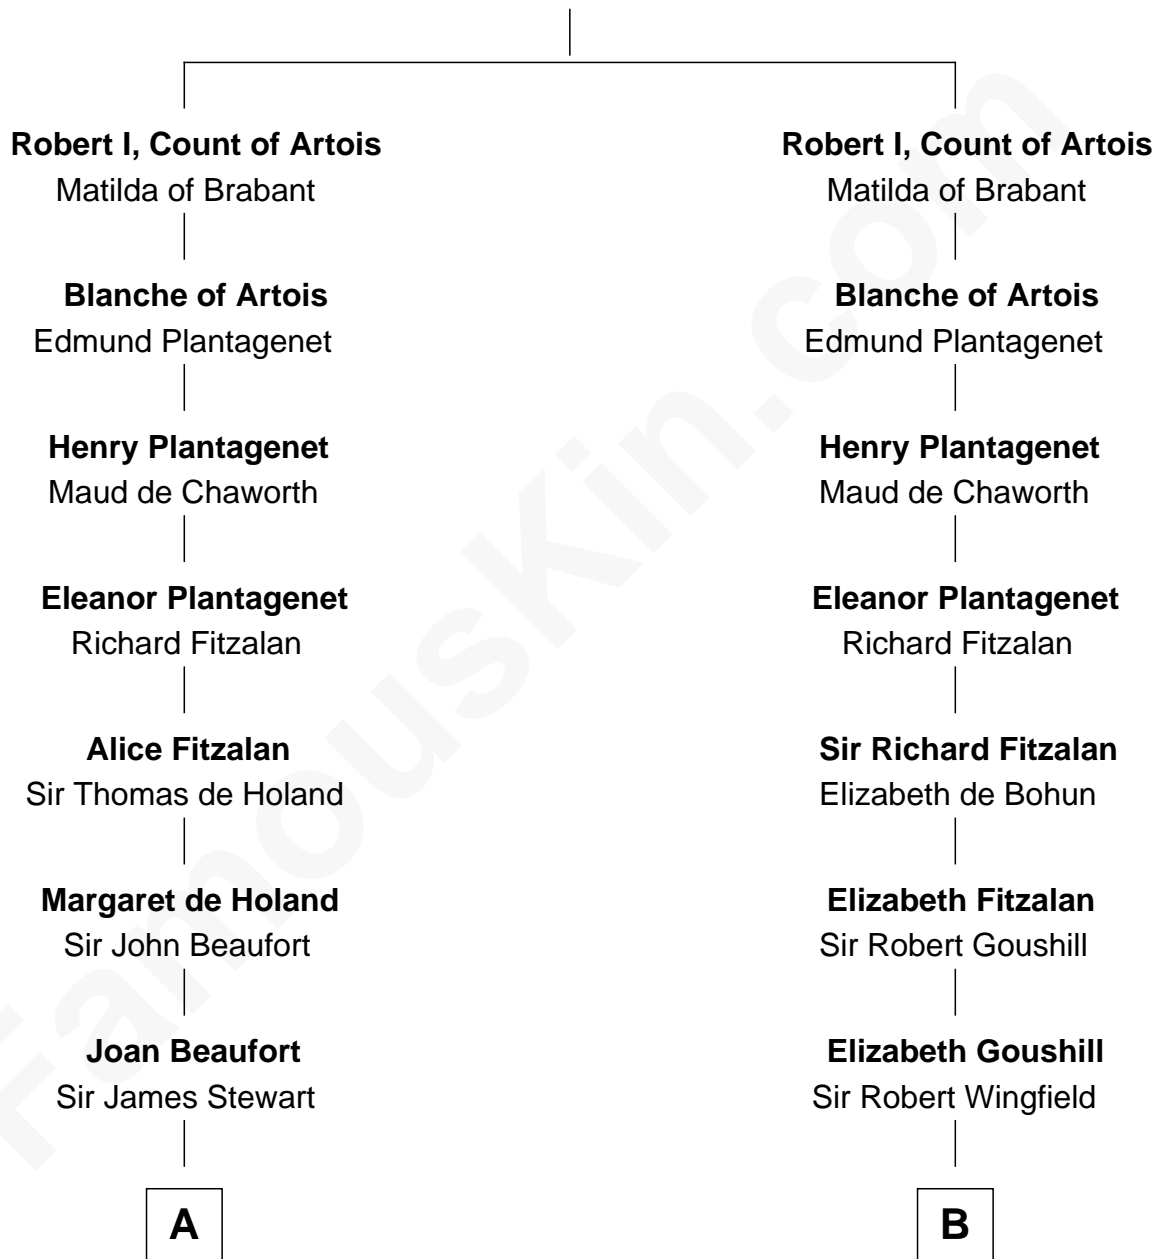 Robert I, Count of Artois
Matilda of Brabant
Blanche of Artois
Edmund Plantagenet
Henry Plantagenet
Maud de Chaworth
Eleanor Plantagenet
Richard Fitzalan
Alice Fitzalan
Sir Thomas de Holand
Margaret de Holand
Sir John Beaufort
Joan Beaufort
Sir James Stewart
A
Robert I, Count of Artois
Matilda of Brabant
Blanche of Artois
Edmund Plantagenet
Henry Plantagenet
Maud de Chaworth
Eleanor Plantagenet
Richard Fitzalan
Sir Richard Fitzalan
Elizabeth de Bohun
Elizabeth Fitzalan
Sir Robert Goushill
Elizabeth Goushill
Sir Robert Wingfield
B
FamousKin.com